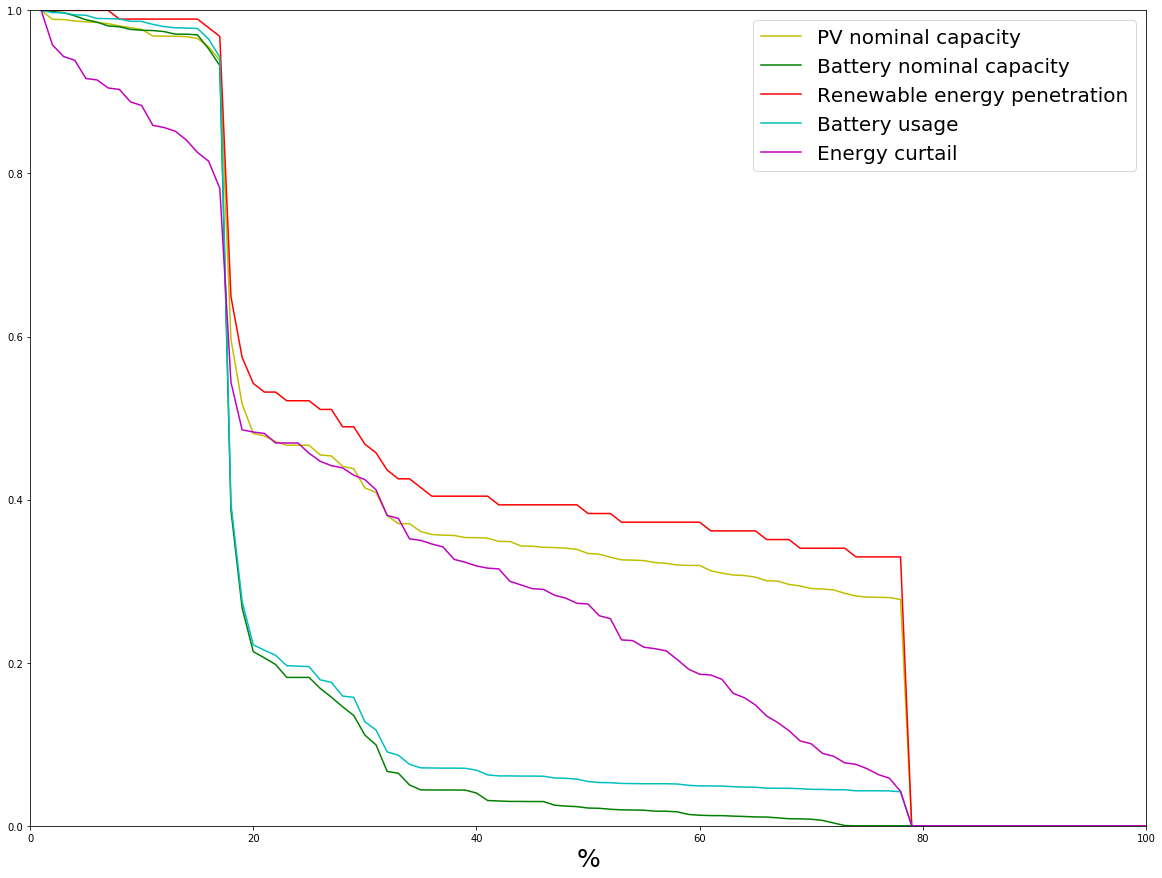 1.0
0.8
0.6
0.4
0.2
0.0
PV nominal capacity
Battery nominal capacity
Renewable energy penetration
Battery usage
Energy curtail
0 20 40 60 80 100
%